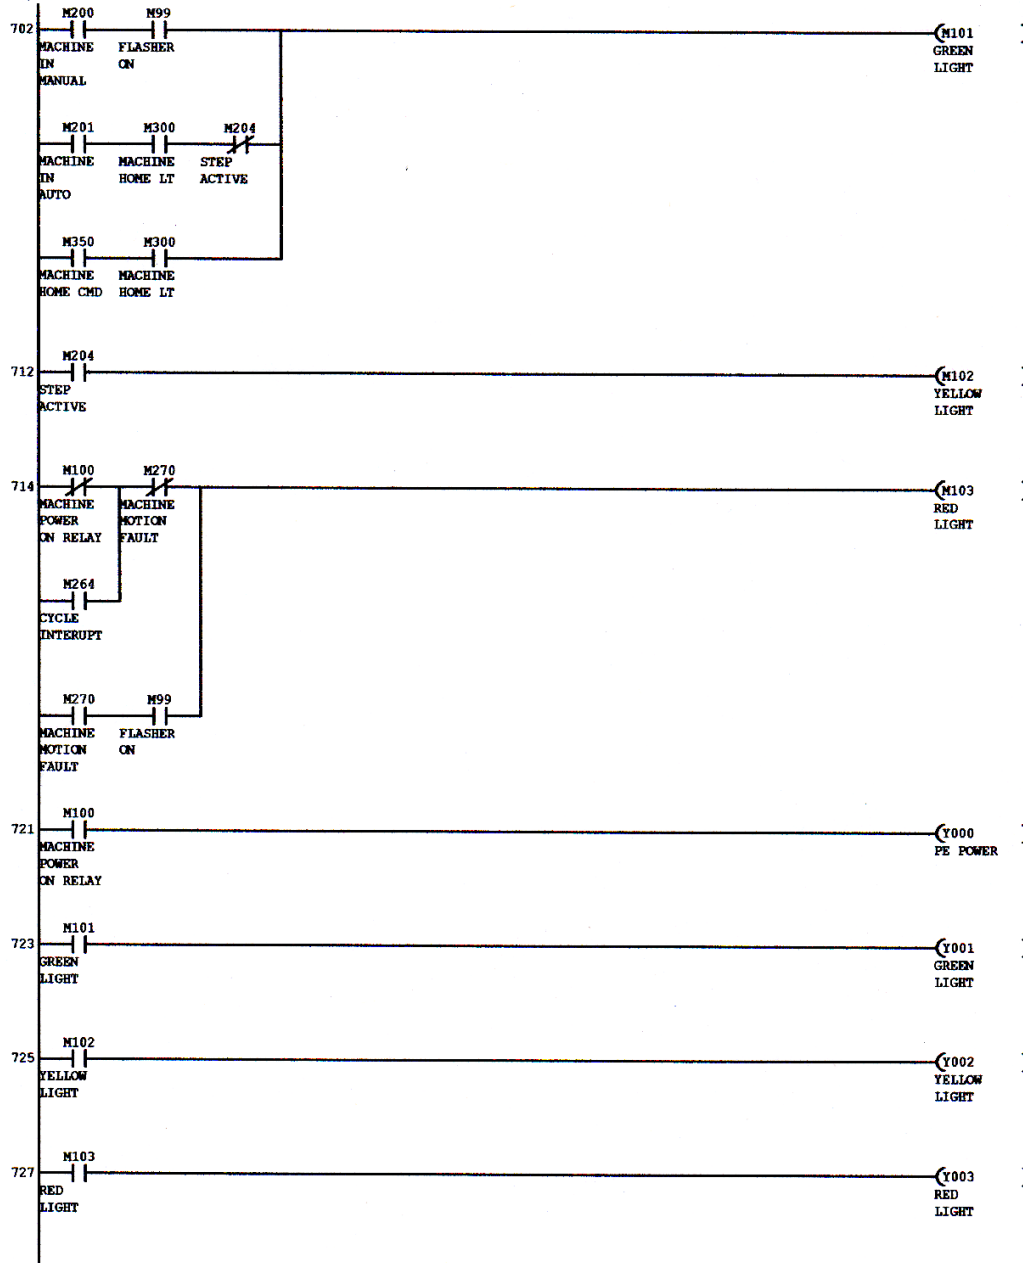 M200 M99
702 M101
MACHINE FLASHER GREEN
IN ON LIGHT
MANUAL
M201 M300 M204
MACHINE MACHINE STEP
IN HOME LT ACTIVE
AUTO
M350 M300
MACHINE MACHINE
HOME CMD HOME LT
M204
712 M102
STEP YELLOW
ACTIVE LIGHT
M100 M270
714 M103
MACHINE MACHINE RED
POWER MOTION LIGHT
ON RELAY FAULT
M264
CYCLE
INTERUPT
M270 M99
MACHINE FLASHER
MOTION ON
FAULT
M100
721 Y000
MACHINE PE POWER
POWER
ON RELAY
M101
723 Y001
GREEN GREEN
LIGHT LIGHT
M102
725 Y002
YELLOW YELLOW
LIGHT LIGHT
M103
727 Y003
RED RED
LIGHT LIGHT